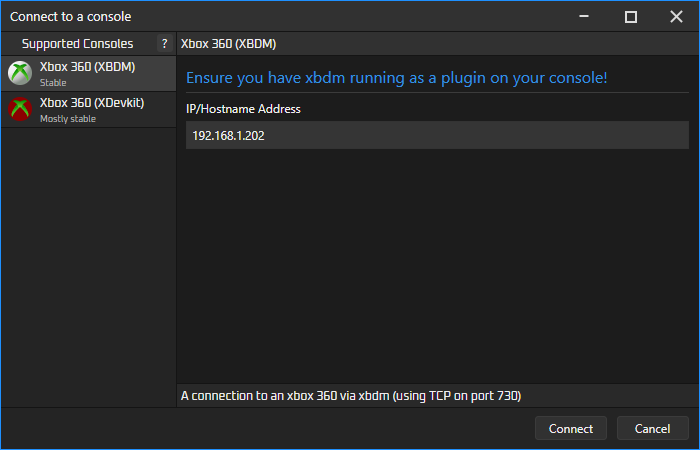 Connect to a console
Supported Consoles ?
Xbox 360 (XBDM)
Stable
Xbox 360 (XDevkit)
Mostly stable
Xbox 360 (XBDM)
Ensure you have xbdm running as a plugin on your console!
IP/Hostname Address
192.168.1.202
A connection to an xbox 360 via xbdm (using TCP on port 730)
Connect Cancel